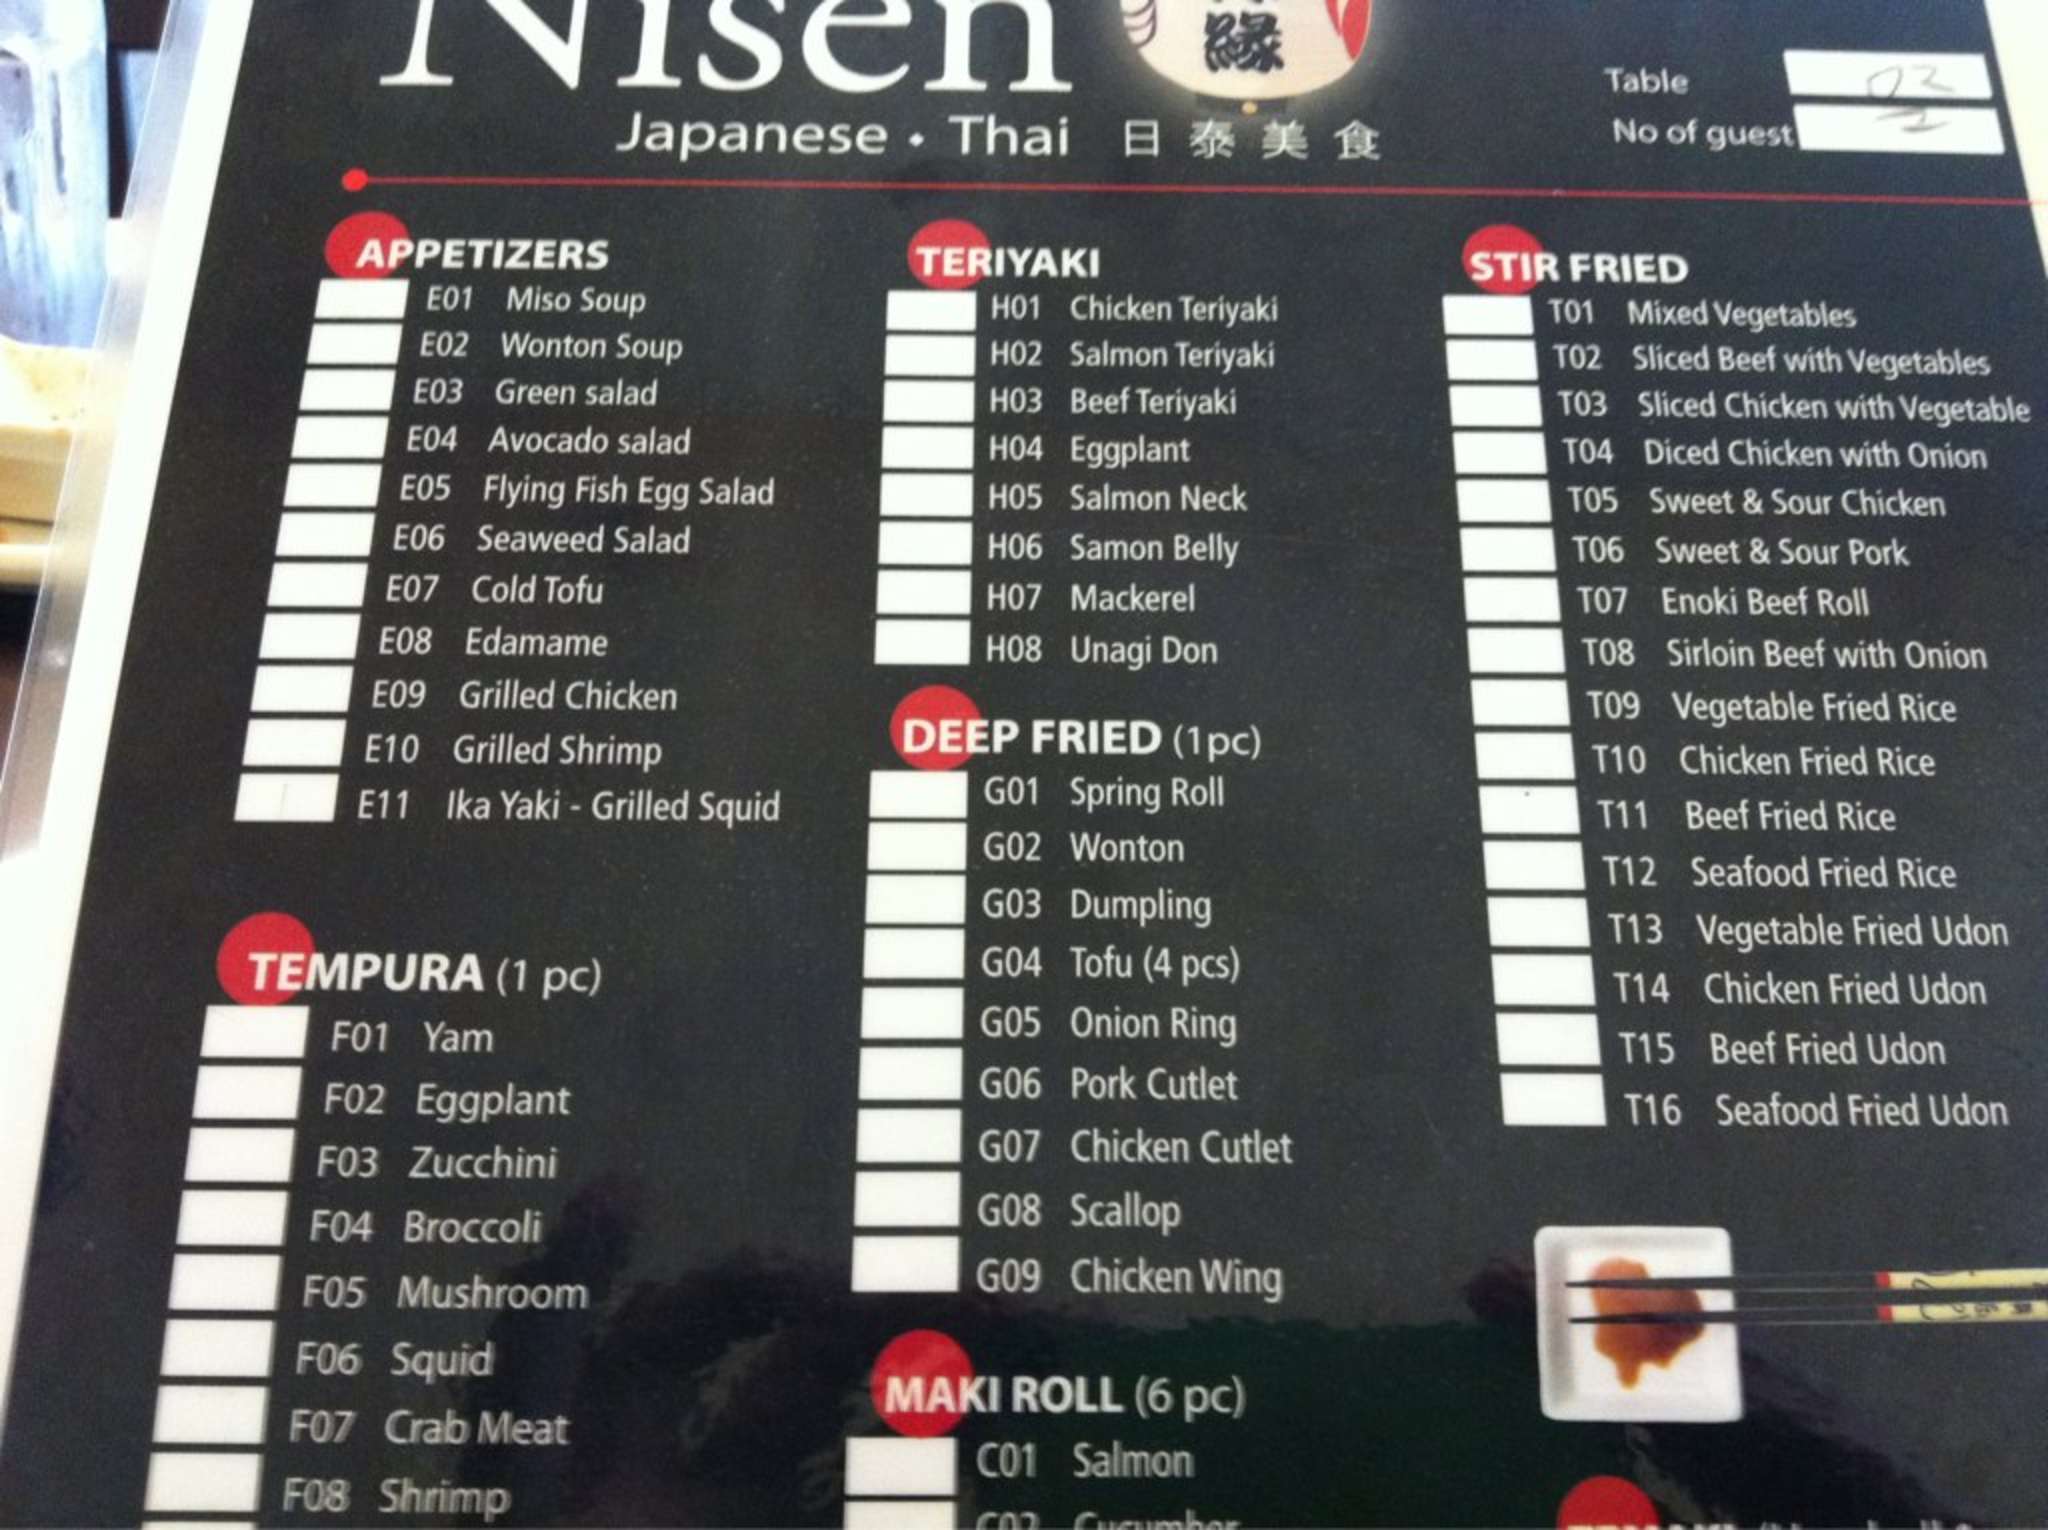 Nisen
緣
Japanese • Thai 日泰美食
Table 02
No of guest
APPETIZERS
E01 Miso Soup
E02 Wonton Soup
E03 Green salad
E04 Avocado salad
E05 Flying Fish Egg Salad
E06 Seaweed Salad
E07 Cold Tofu
E08 Edamame
E09 Grilled Chicken
E10 Grilled Shrimp
E11 Ika Yaki - Grilled Squid
TEMPURA (1 pc)
F01 Yam
F02 Eggplant
F03 Zucchini
F04 Broccoli
F05 Mushroom
F06 Squid
F07 Crab Meat
F08 Shrimp
TERIYAKI
H01 Chicken Teriyaki
H02 Salmon Teriyaki
H03 Beef Teriyaki
H04 Eggplant
H05 Salmon Neck
H06 Samon Belly
H07 Mackerel
H08 Unagi Don
DEEP FRIED (1pc)
G01 Spring Roll
G02 Wonton
G03 Dumpling
G04 Tofu (4 pcs)
G05 Onion Ring
G06 Pork Cutlet
G07 Chicken Cutlet
G08 Scallop
G09 Chicken Wing
MAKI ROLL (6 pc)
C01 Salmon
C02 Cucumber
STIR FRIED
T01 Mixed Vegetables
T02 Sliced Beef with Vegetables
T03 Sliced Chicken with Vegetable
T04 Diced Chicken with Onion
T05 Sweet & Sour Chicken
T06 Sweet & Sour Pork
T07 Enoki Beef Roll
T08 Sirloin Beef with Onion
T09 Vegetable Fried Rice
T10 Chicken Fried Rice
T11 Beef Fried Rice
T12 Seafood Fried Rice
T13 Vegetable Fried Udon
T14 Chicken Fried Udon
T15 Beef Fried Udon
T16 Seafood Fried Udon